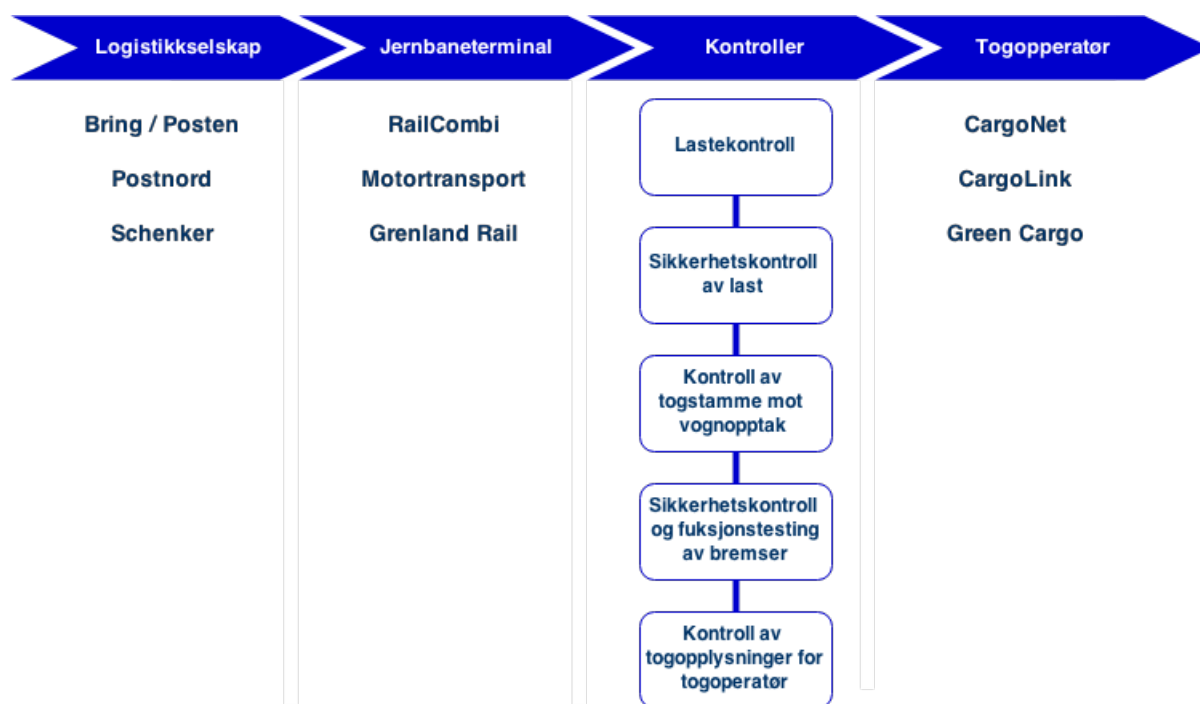 Logistikkselskap
Jernbaneterminal
Kontroller
Togopperatør
Bring / Posten
Postnord
Schenker
RailCombi
Motortransport
Grenland Rail
Lastekontroll
Sikkerhetskontroll
av last
Kontroll av
togstamme mot
vognopptak
Sikkerhetskontroll
og fuksjonstesting
av bremser
Kontroll av
togopplysninger for
togoperatør
CargoNet
CargoLink
Green Cargo